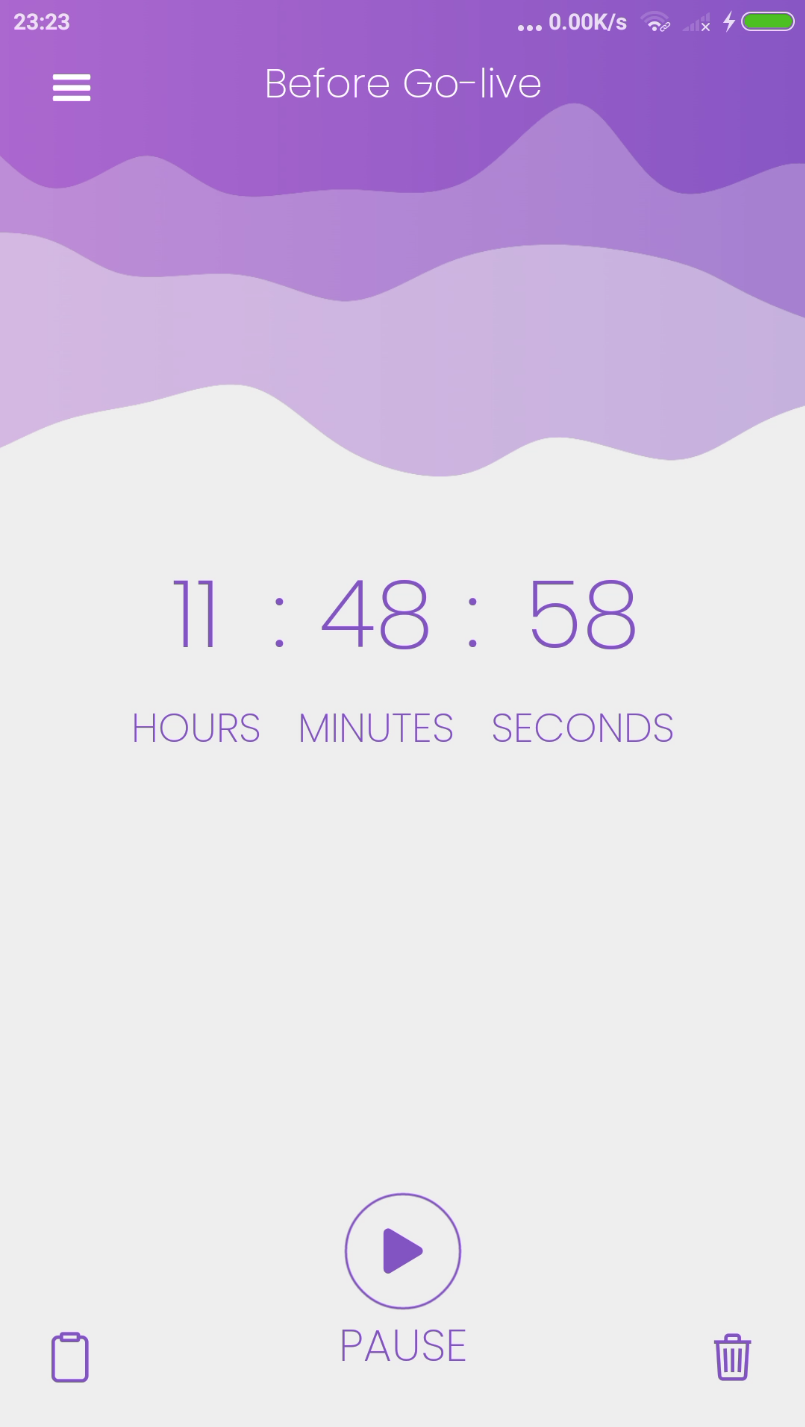 23:23 ... 0.00K/s
Before Go-live
11 : 48 : 58
HOURS MINUTES SECONDS
PAUSE